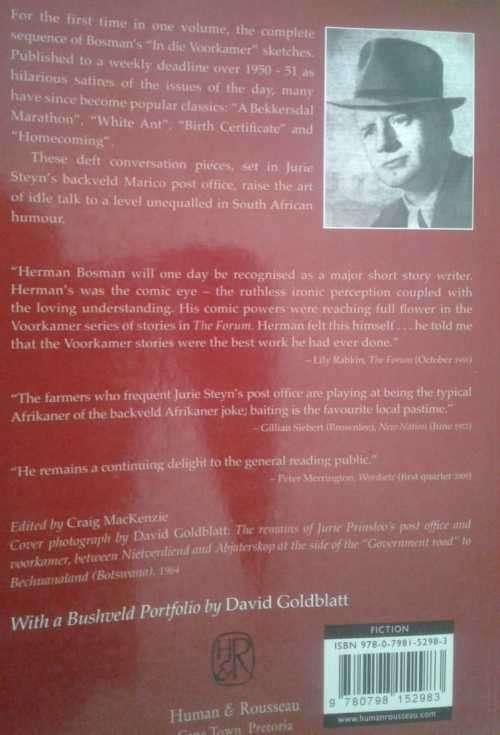 For the first time in one volume, the complete
sequence of Bosman's "In die Voorkamer" sketches.
Published to a weekly deadline over 1950 - 51 as
hilarious satires of the issues of the day, many
have since become popular classics: "A Bekkersdal
Marathon", "White Ant", "Birth Certificate" and
"Homecoming".
These deft conversation pieces, set in Jurie
Steyn's backveld Marico post office, raise the art
of idle talk to a level unequalled in South African
humour.
"Herman Bosman will one day be recognised as a major short story writer.
Herman's was the comic eye – the ruthless ironic perception coupled with
the loving understanding. His comic powers were reaching full flower in the
Voorkamer series of stories in The Forum. Herman felt this himself . . . he told me
that the Voorkamer stories were the best work he had ever done."
– Lily Rabkin, The Forum (October 1951)
"The farmers who frequent Jurie Steyn's post office are playing at being the typical
Afrikaner of the backveld Afrikaner joke; baiting is the favourite local pastime."
– Gillian Siebert (Brownlee), New Nation (June 1972)
"He remains a continuing delight to the general reading public."
– Peter Merrington, Wordsetc (first quarter 2009)
Edited by Craig MacKenzie
Cover photograph by David Goldblatt: The remains of Jurie Prinsloo's post office and
voorkamer, between Nietverdiend and Abjaterskop at the side of the "Government road" to
Bechuanaland (Botswana). 1964
With a Bushveld Portfolio by David Goldblatt
H&R
Human & Rousseau
Cape Town Pretoria
FICTION
ISBN 978-0-7981-5298-3
9 780798 152983
www.humanrousseau.com